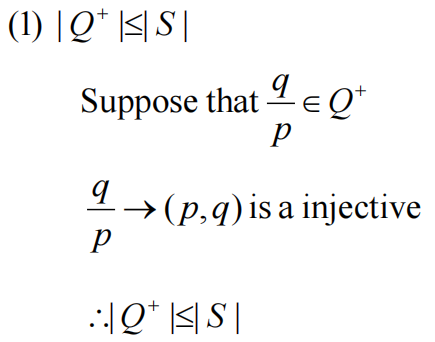 (1) | Q⁺ |≤| S |
Suppose that q/p ∈ Q⁺
q/p → (p, q) is a injective
∴| Q⁺ |≤| S |